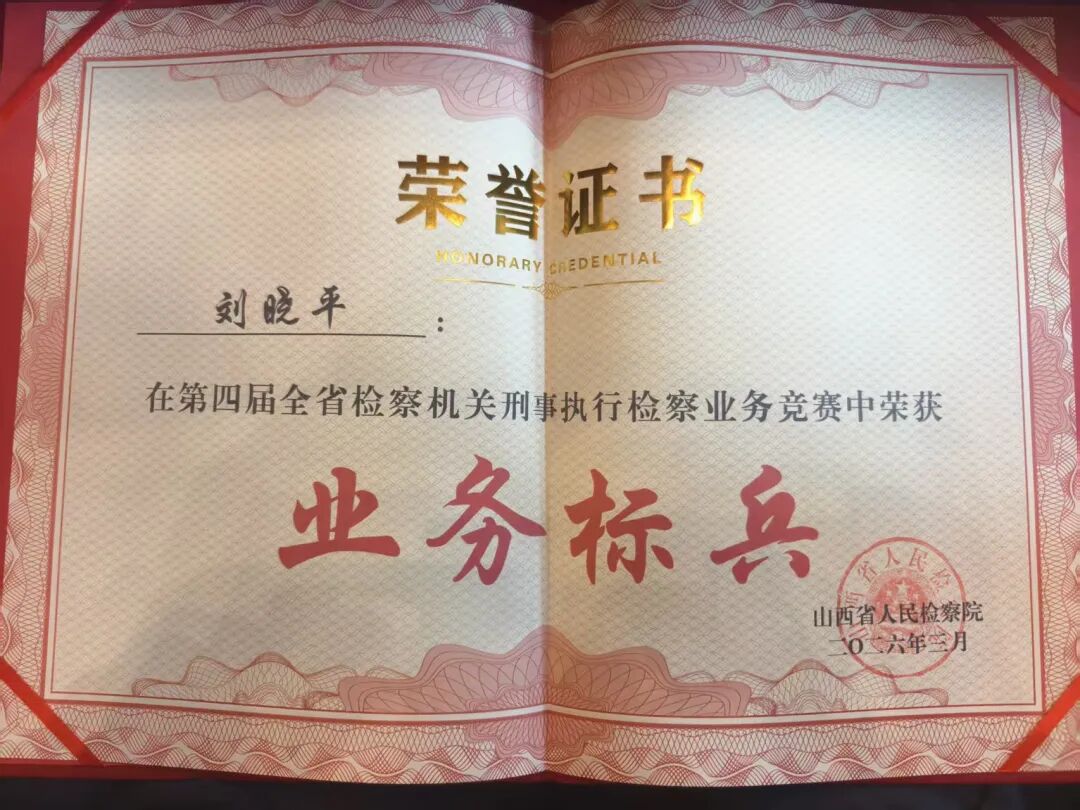 荣誉证书
HONORARY CREDENTIAL
刘晓平：
在第四届全省检察机关刑事执行检察业务竞赛中荣获
业务标兵
山西省人民检察院
二〇二六年三月